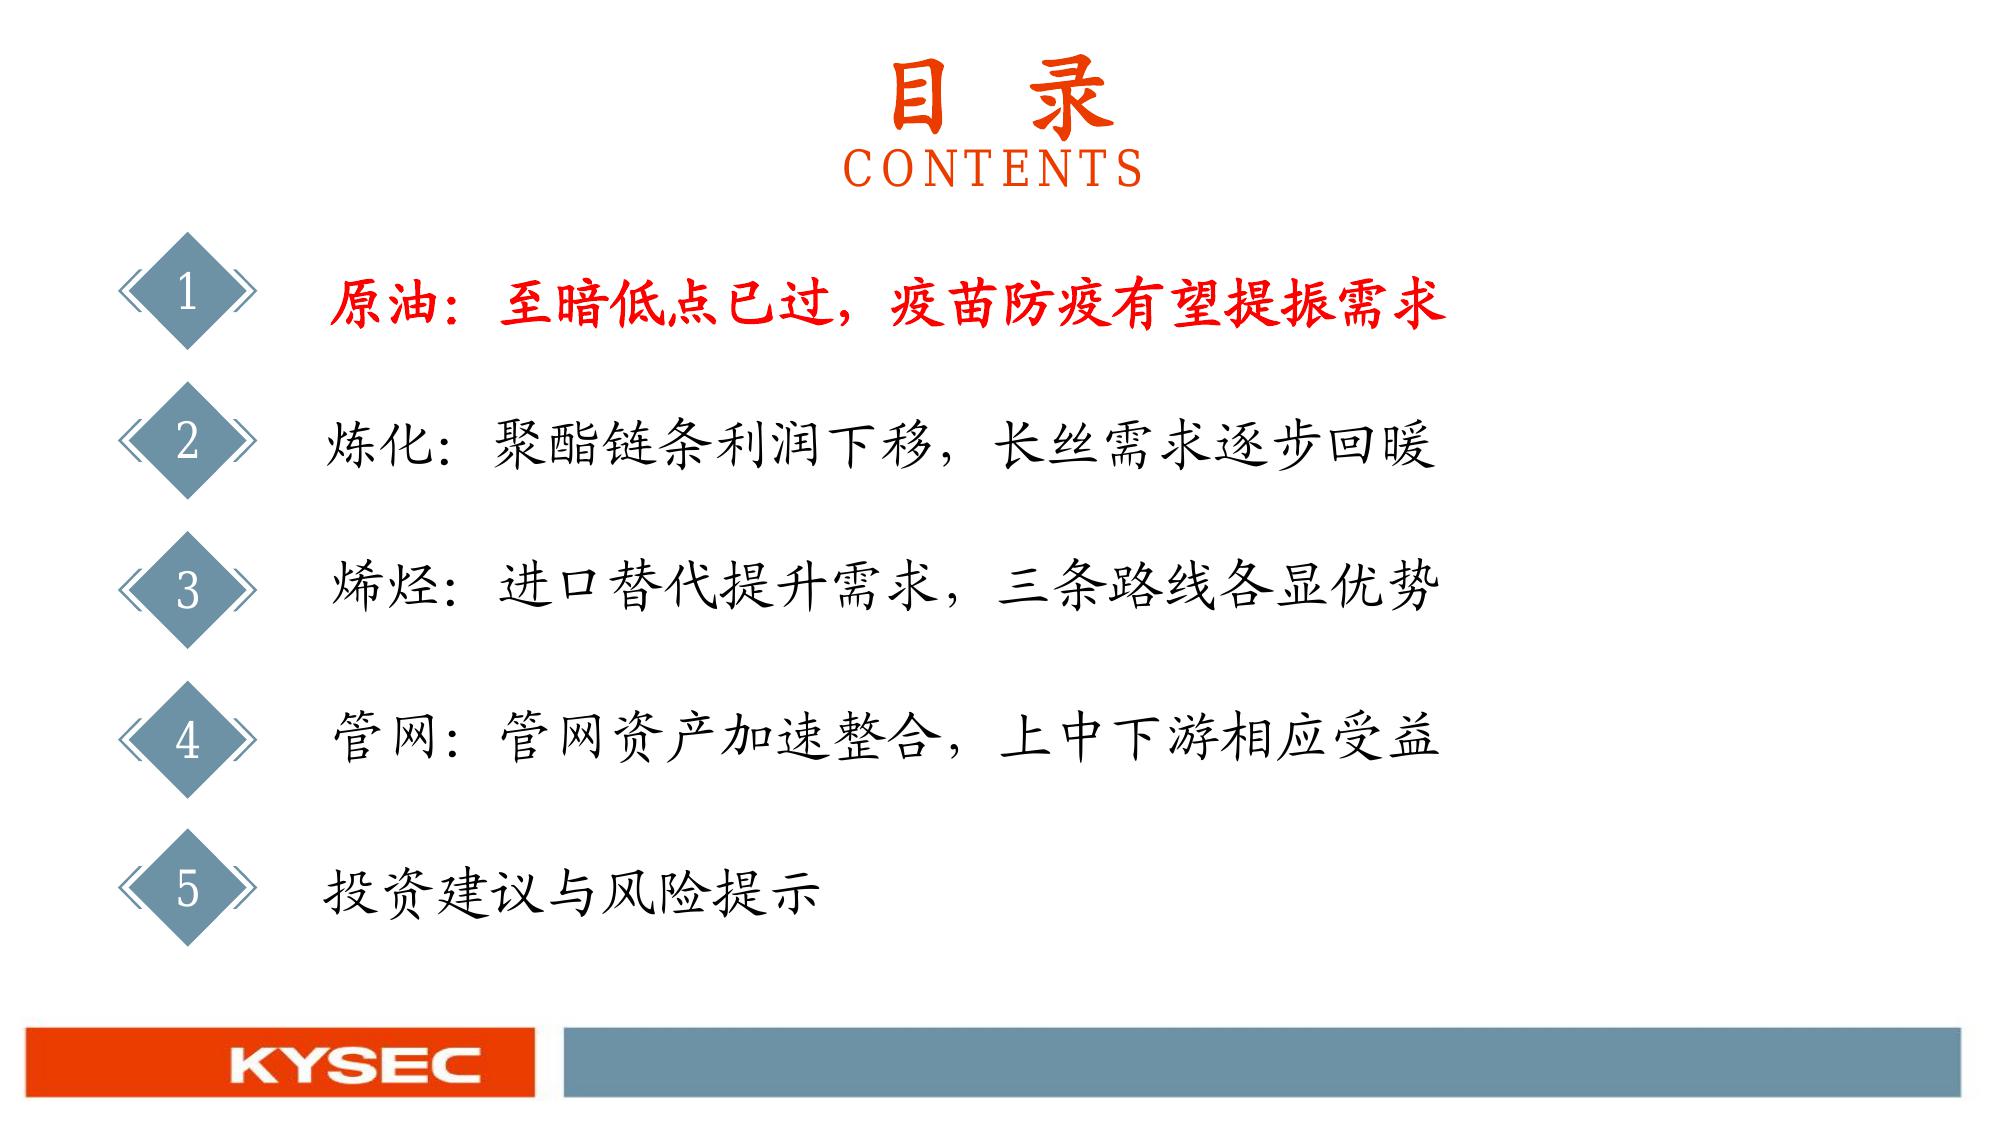 目 录
CONTENTS
1 原油：至暗低点已过，疫苗防疫有望提振需求
2 炼化：聚酯链条利润下移，长丝需求逐步回暖
3 烯烃：进口替代提升需求，三条路线各显优势
4 管网：管网资产加速整合，上中下游相应受益
5 投资建议与风险提示
KYSEC